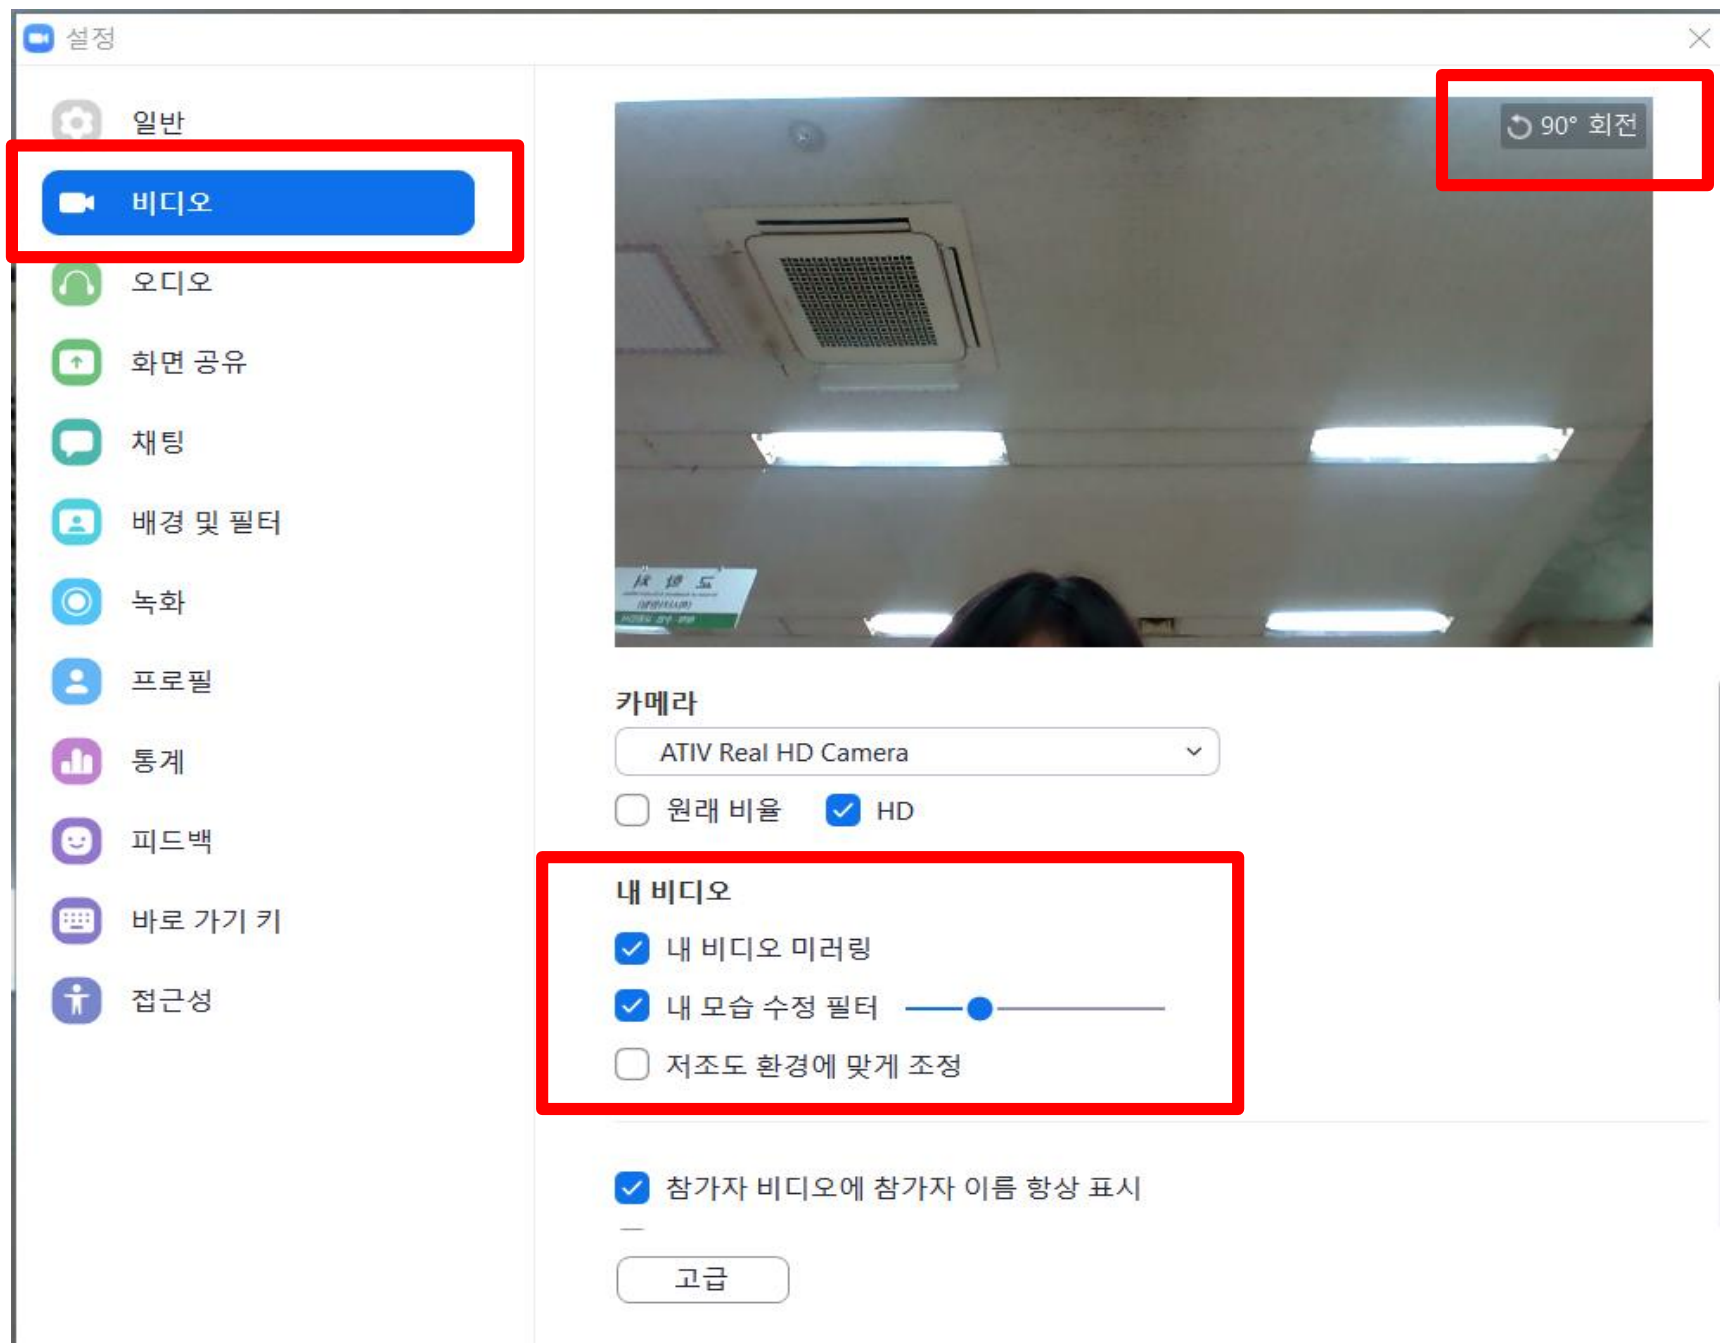 설정
일반
비디오
오디오
화면 공유
채팅
배경 및 필터
녹화
프로필
통계
피드백
바로 가기 키
접근성
90° 회전
카메라
ATIV Real HD Camera
원래 비율 HD
내 비디오
내 비디오 미러링
내 모습 수정 필터
저조도 환경에 맞게 조정
참가자 비디오에 참가자 이름 항상 표시
고급